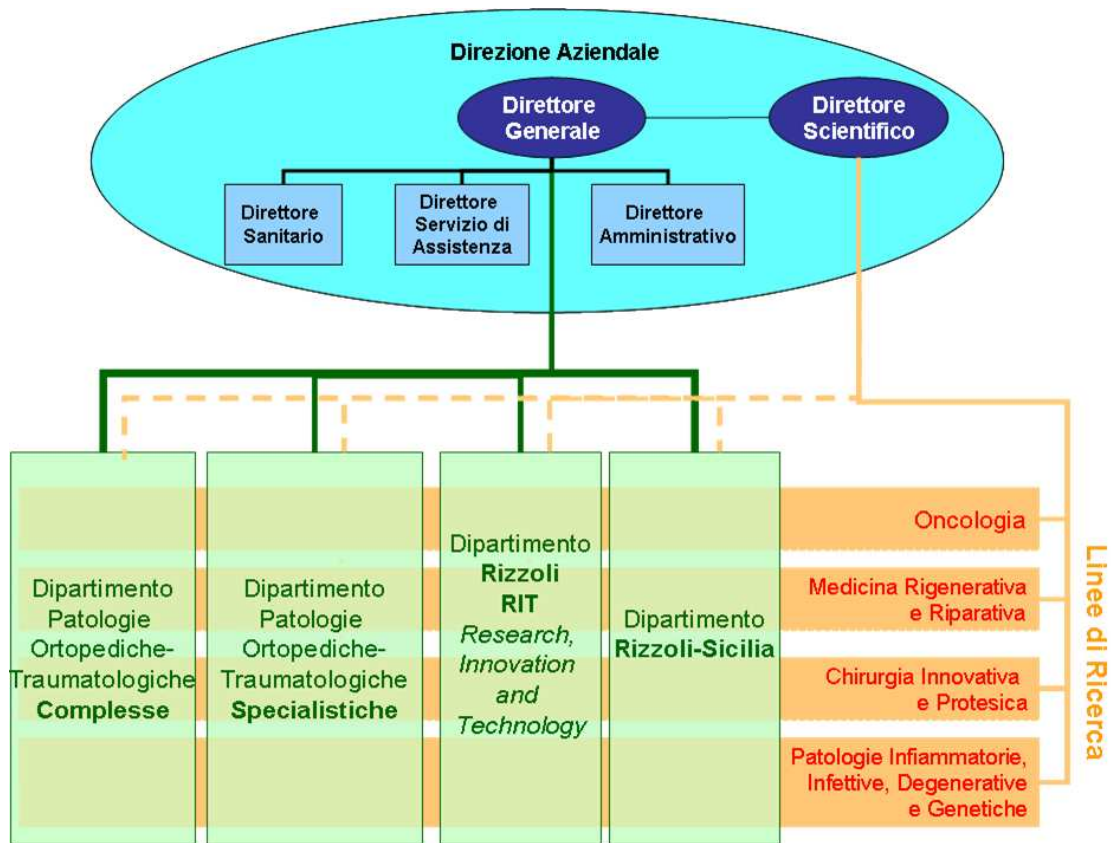 Direzione Aziendale
Direttore
Generale
Direttore
Scientifico
Direttore
Sanitario
Direttore
Servizio di
Assistenza
Direttore
Amministrativo
Dipartimento
Patologie
Ortopediche-
Traumatologiche
Complesse
Dipartimento
Patologie
Ortopediche-
Traumatologiche
Specialistiche
Dipartimento
Rizzoli
RIT
Research,
Innovation
and
Technology
Dipartimento
Rizzoli-Sicilia
Oncologia
Medicina Rigenerativa
e Riparativa
Chirurgia Innovativa
e Protesica
Patologie Infiammatorie,
Infettive, Degenerative
e Genetiche
Linee di Ricerca